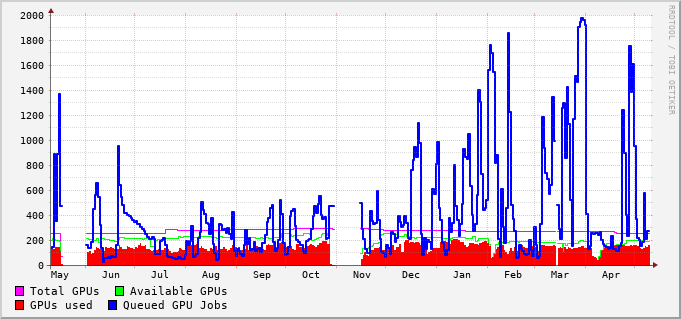 2000
1800
1600
1400
1200
1000
800
600
400
200
0
May Jun Jul Aug Sep Oct Nov Dec Jan Feb Mar Apr
Total GPUs Available GPUs
GPUs used Queued GPU Jobs
RRDTOOL / TOBI OETIKER